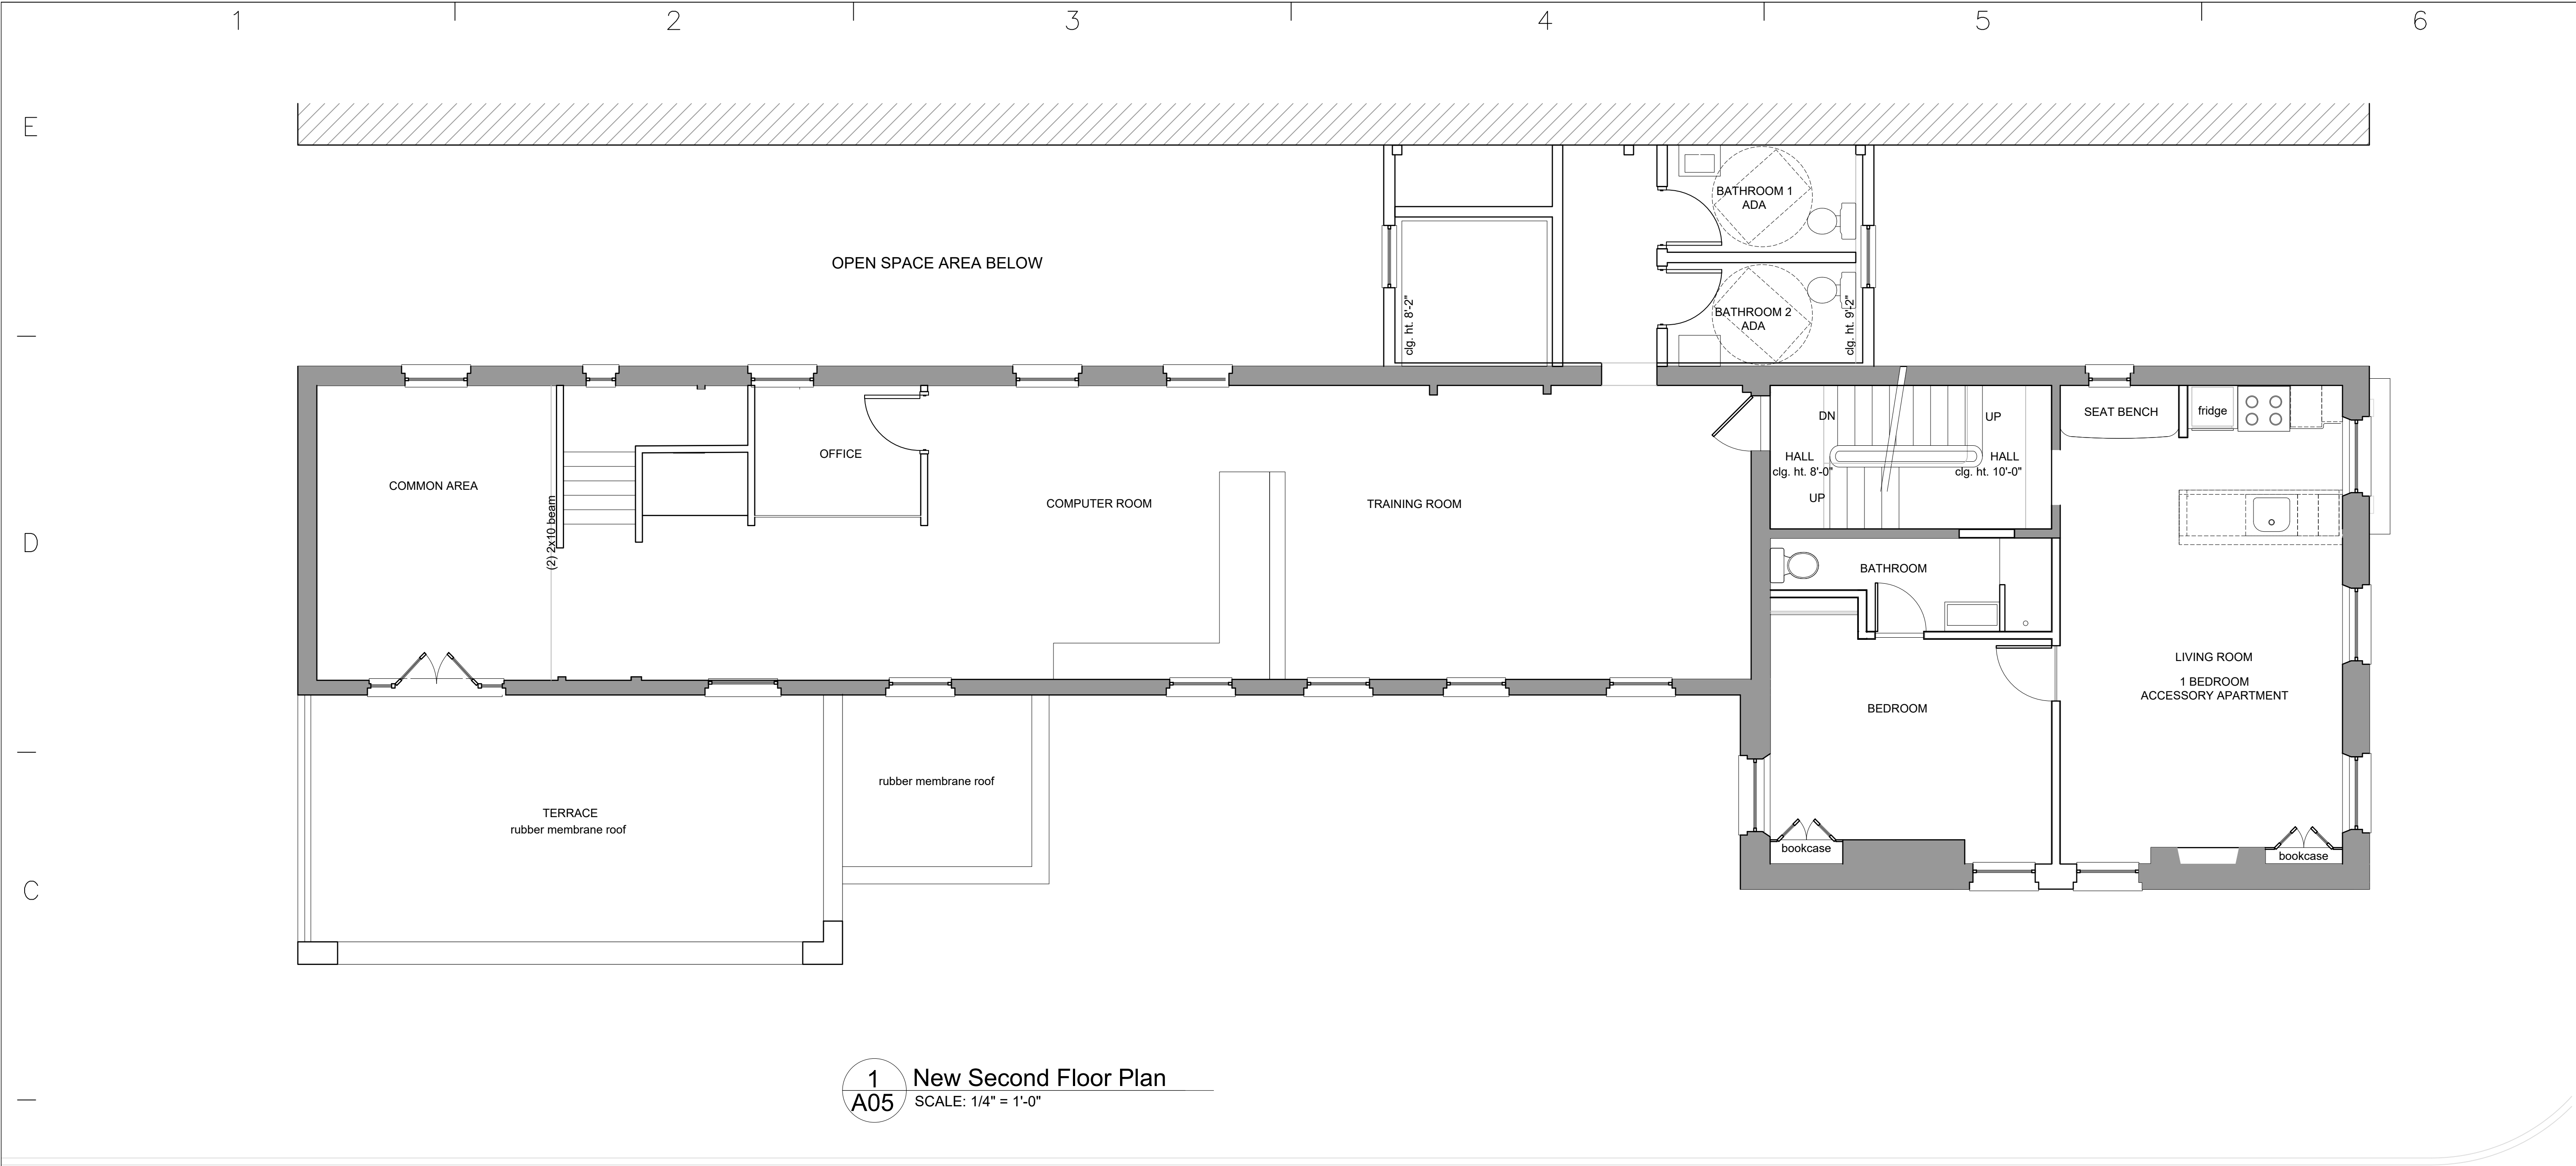 1 2 3 4 5 6
E
BATHROOM 1
ADA
OPEN SPACE AREA BELOW
clg. ht. 8'-2"
BATHROOM 2
ADA
clg. ht. 9'-2"
DN
UP
SEAT BENCH
fridge
OFFICE
HALL
clg. ht. 8'-0"
HALL
clg. ht. 10'-0"
COMMON AREA
UP
COMPUTER ROOM
TRAINING ROOM
(2) 2x10 beam
D
BATHROOM
LIVING ROOM
1 BEDROOM
ACCESSORY APARTMENT
BEDROOM
rubber membrane roof
TERRACE
rubber membrane roof
bookcase
bookcase
C
1
A05
New Second Floor Plan
SCALE: 1/4" = 1'-0"